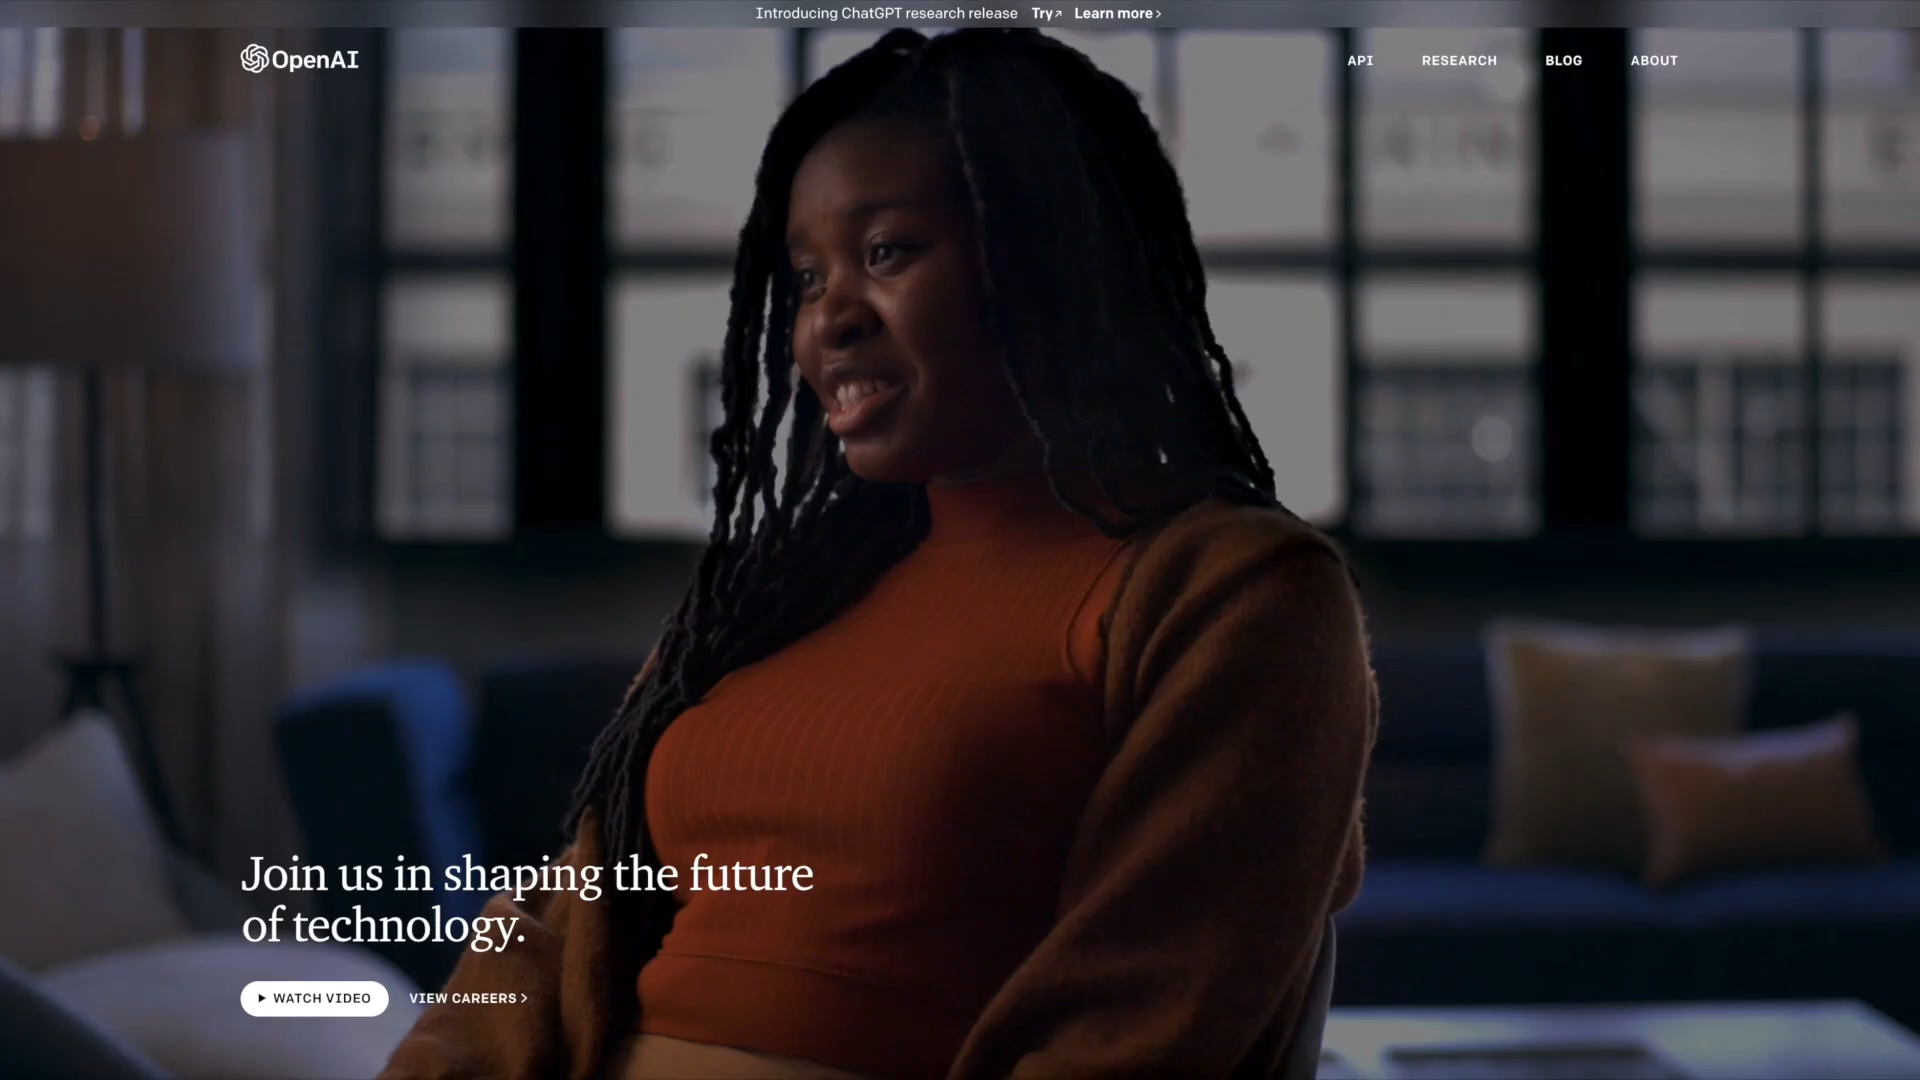 Introducing ChatGPT research release Try↗ Learn more ›
OpenAI
API RESEARCH BLOG ABOUT
Join us in shaping the future
of technology.
WATCH VIDEO VIEW CAREERS ›